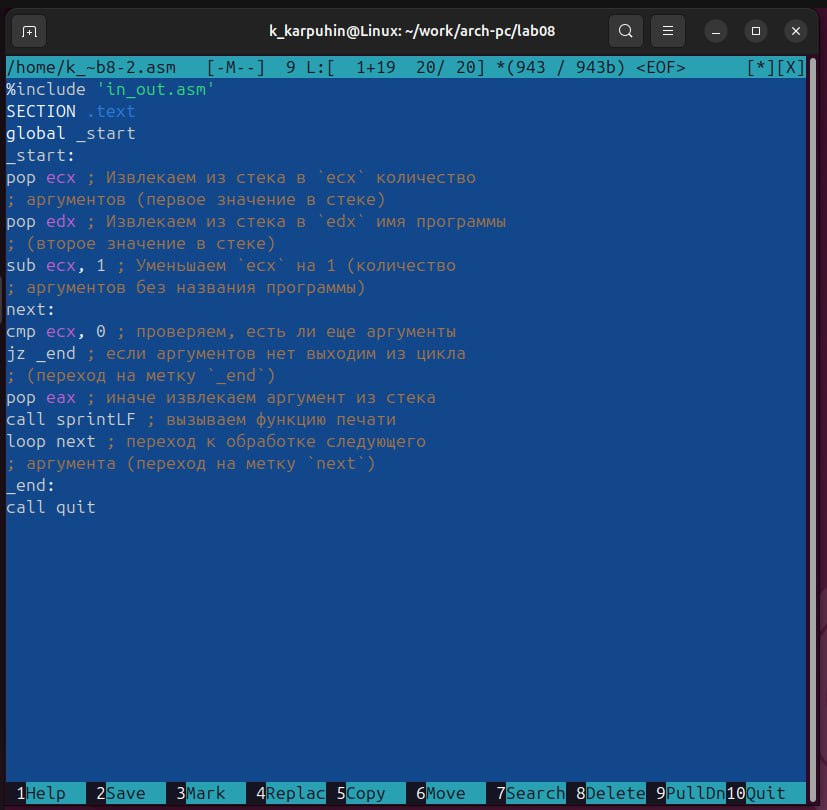 k_karpuhin@Linux: ~/work/arch-pc/lab08
/home/k_~b8-2.asm   [-M--]  9 L:[  1+19  20/ 20] *(943 / 943b) <EOF>      [*][X]
%include 'in_out.asm'
SECTION .text
global _start
_start:
pop ecx ; Извлекаем из стека в `ecx` количество
; аргументов (первое значение в стеке)
pop edx ; Извлекаем из стека в `edx` имя программы
; (второе значение в стеке)
sub ecx, 1 ; Уменьшаем `ecx` на 1 (количество
; аргументов без названия программы)
next:
cmp ecx, 0 ; проверяем, есть ли еще аргументы
jz _end ; если аргументов нет выходим из цикла
; (переход на метку `_end`)
pop eax ; иначе извлекаем аргумент из стека
call sprintLF ; вызываем функцию печати
loop next ; переход к обработке следующего
; аргумента (переход на метку `next`)
_end:
call quit
1Help   2Save   3Mark   4Replac 5Copy   6Move   7Search 8Delete 9PullDn 10Quit